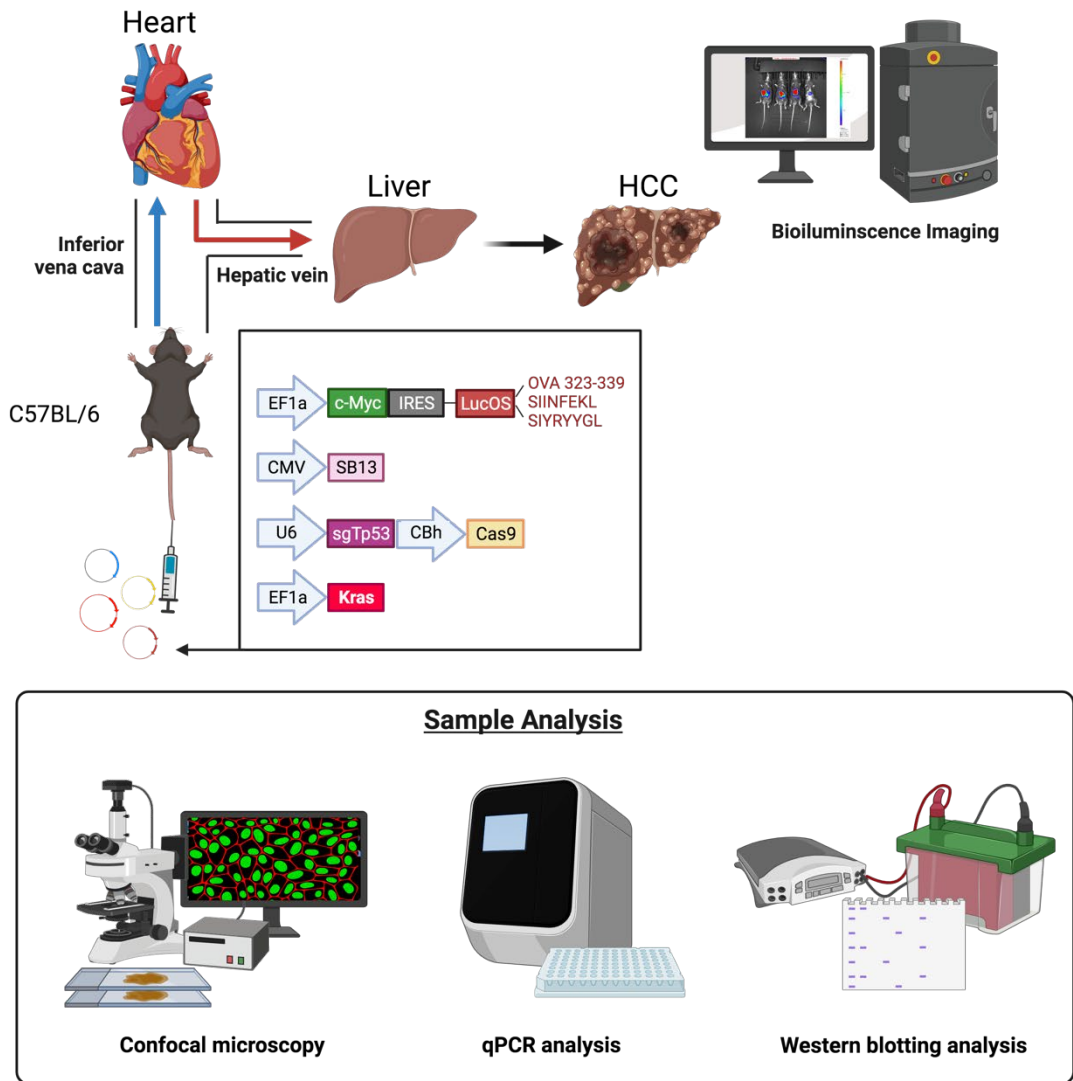 Heart
Liver
HCC
Bioiluminscence Imaging
Inferior
vena cava
Hepatic vein
C57BL/6
EF1a
c-Myc
IRES
LucOS
OVA 323-339
SIINFEKL
SIYRYYGL
CMV
SB13
U6
sgTp53
CBh
Cas9
EF1a
Kras
Sample Analysis
Confocal microscopy
qPCR analysis
Western blotting analysis